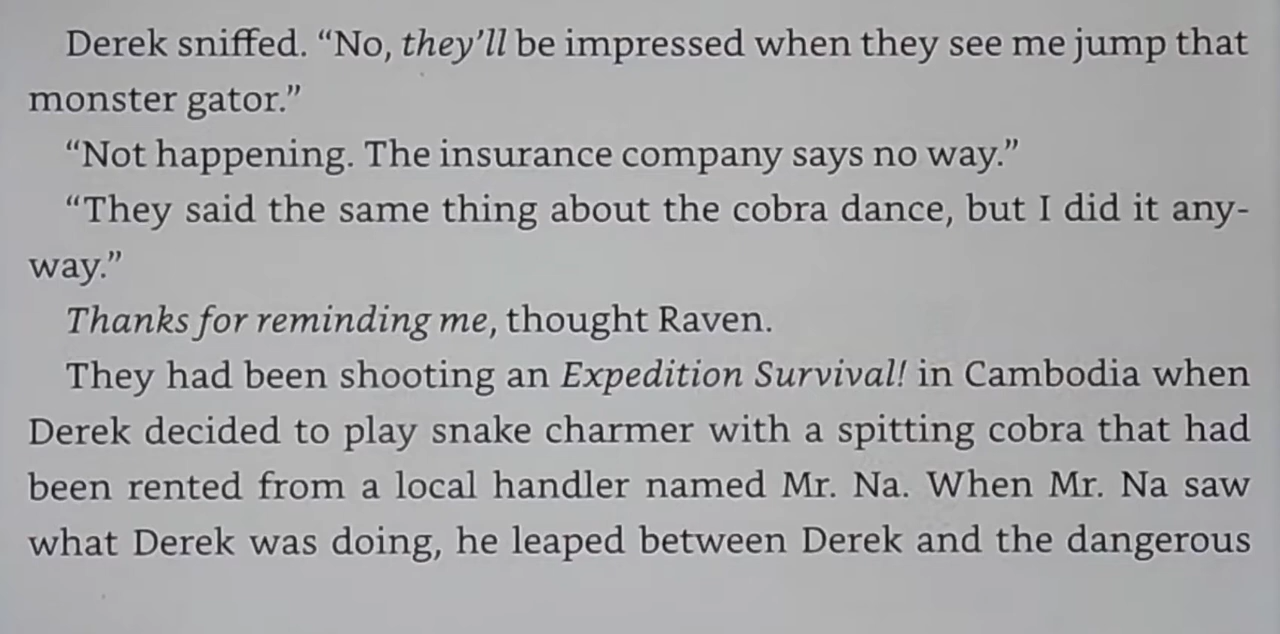 Derek sniffed. “No, they’ll be impressed when they see me jump that
monster gator.”
“Not happening. The insurance company says no way.”
“They said the same thing about the cobra dance, but I did it any-
way.”
Thanks for reminding me, thought Raven.
They had been shooting an Expedition Survival! in Cambodia when
Derek decided to play snake charmer with a spitting cobra that had
been rented from a local handler named Mr. Na. When Mr. Na saw
what Derek was doing, he leaped between Derek and the dangerous